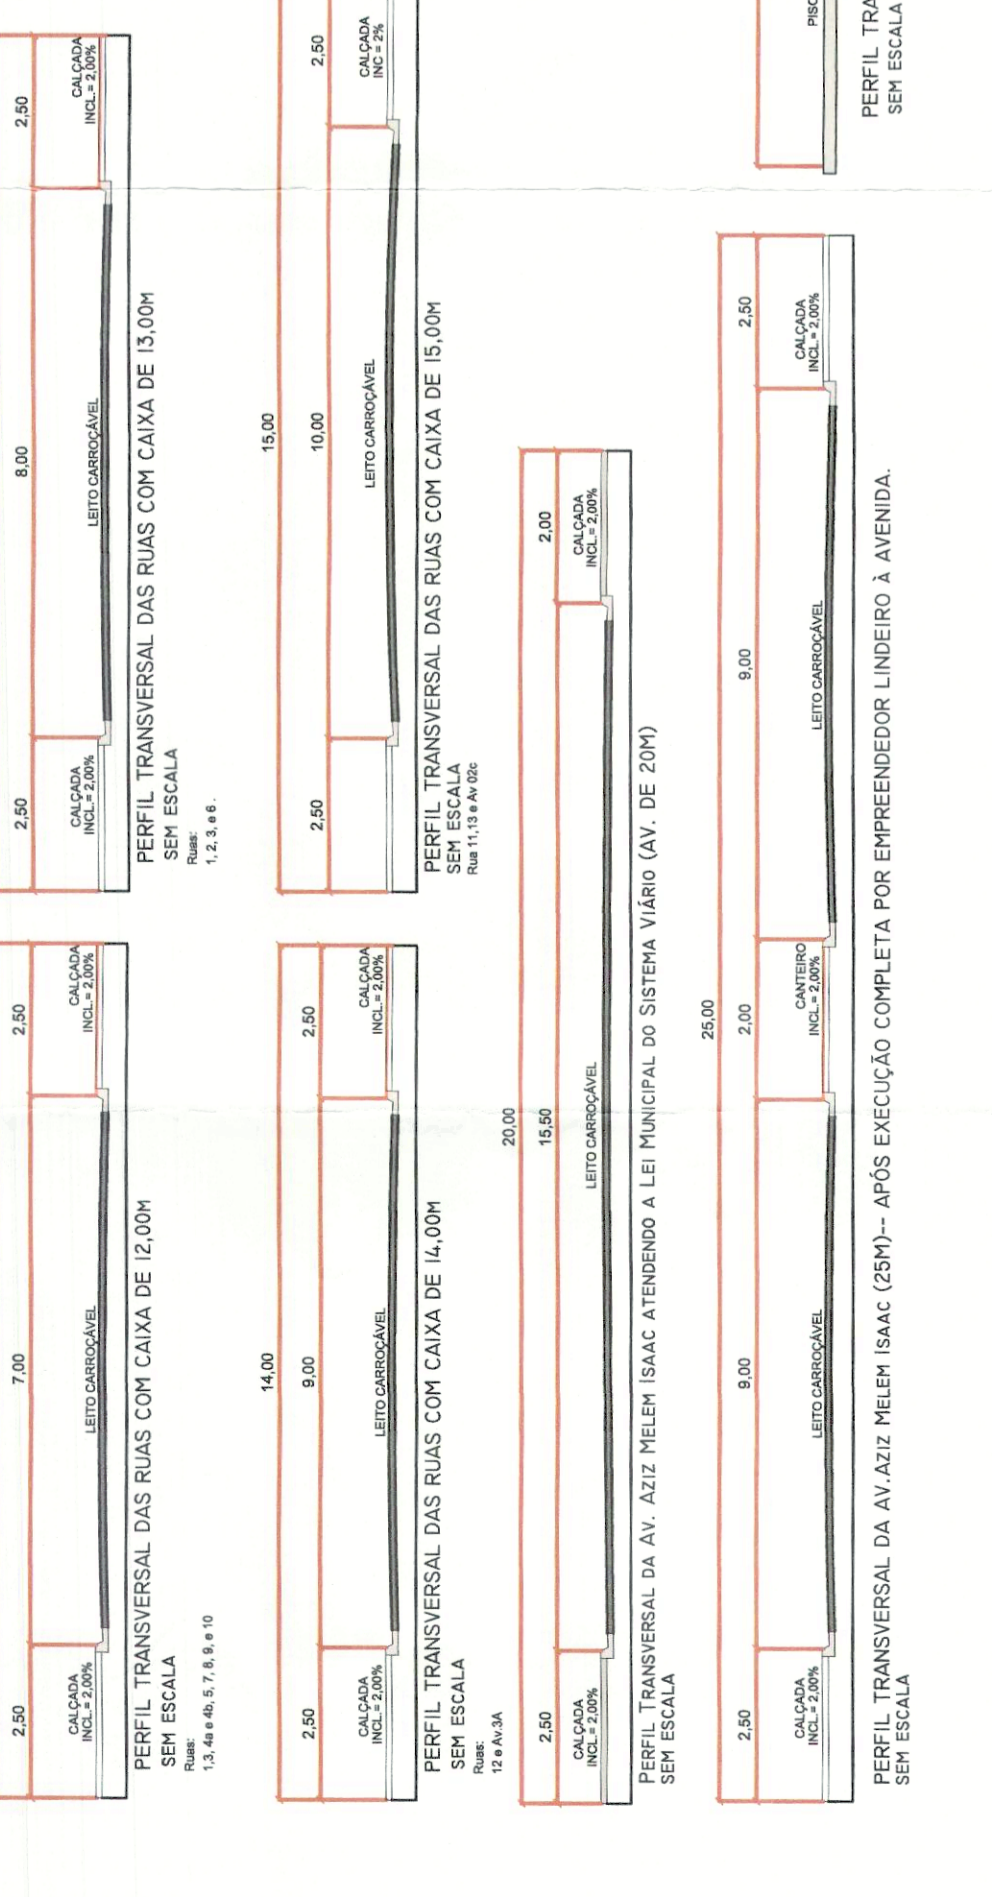 2,50
7,00
2,50
CALÇADA
INCL.= 2,00%
LEITO CARROÇÁVEL
CALÇADA
INCL.= 2,00%
PERFIL TRANSVERSAL DAS RUAS COM CAIXA DE 12,00M
SEM ESCALA
Ruas:
1,3, 4a e 4b, 5, 7, 8, 9, e 10
2,50
8,00
2,50
CALÇADA
INCL.= 2,00%
LEITO CARROÇÁVEL
CALÇADA
INCL.= 2,00%
PERFIL TRANSVERSAL DAS RUAS COM CAIXA DE 13,00M
SEM ESCALA
Ruas:
1, 2, 3, e 6 .
14,00
2,50
9,00
2,50
CALÇADA
INCL.= 2,00%
LEITO CARROÇÁVEL
CALÇADA
INCL.= 2,00%
PERFIL TRANSVERSAL DAS RUAS COM CAIXA DE 14,00M
SEM ESCALA
Ruas:
12 e Av.3A
15,00
2,50
10,00
2,50
LEITO CARROÇÁVEL
CALÇADA
INC = 2%
PERFIL TRANSVERSAL DAS RUAS COM CAIXA DE 15,00M
SEM ESCALA
Rua 11,13 e Av 02c
20,00
2,50
15,50
2,00
CALÇADA
INCL.= 2,00%
LEITO CARROÇÁVEL
CALÇADA
INCL.= 2,00%
PERFIL TRANSVERSAL DA AV. AZIZ MELEM ISAAC ATENDENDO A LEI MUNICIPAL DO SISTEMA VIÁRIO (AV. DE 20M)
SEM ESCALA
25,00
2,50
9,00
2,00
9,00
2,50
CALÇADA
INCL.= 2,00%
LEITO CARROÇÁVEL
CANTEIRO
INCL.= 2,00%
LEITO CARROÇÁVEL
CALÇADA
INCL.= 2,00%
PERFIL TRANSVERSAL DA AV.AZIZ MELEM ISAAC (25M)-- APÓS EXECUÇÃO COMPLETA POR EMPREENDEDOR LINDEIRO À AVENIDA.
SEM ESCALA
PISC
PERFIL TRA
SEM ESCALA